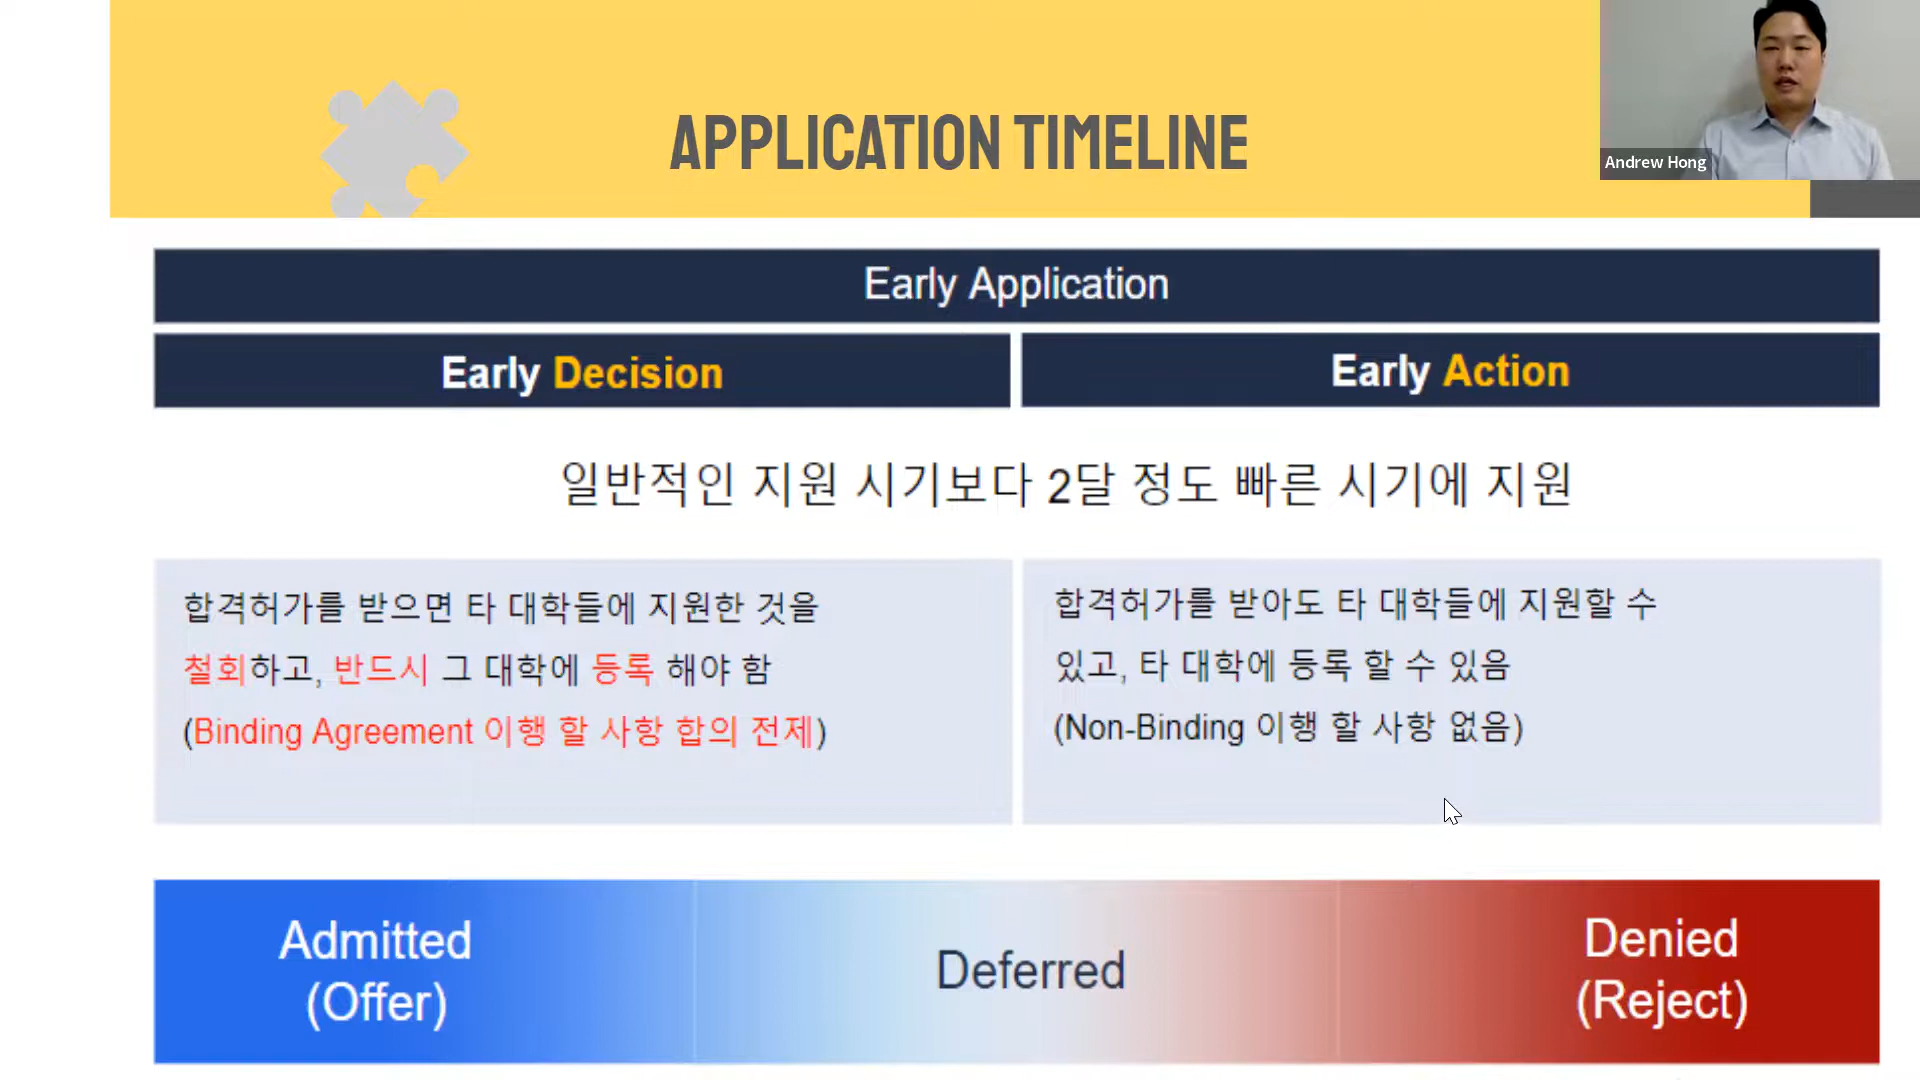 APPLICATION TIMELINE
Andrew Hong
Early Application
Early Decision
Early Action
일반적인 지원 시기보다 2달 정도 빠른 시기에 지원
합격허가를 받으면 타 대학들에 지원한 것을
철회하고, 반드시 그 대학에 등록 해야 함
(Binding Agreement 이행 할 사항 합의 전제)
합격허가를 받아도 타 대학들에 지원할 수
있고, 타 대학에 등록 할 수 있음
(Non-Binding 이행 할 사항 없음)
Admitted
(Offer)
Deferred
Denied
(Reject)